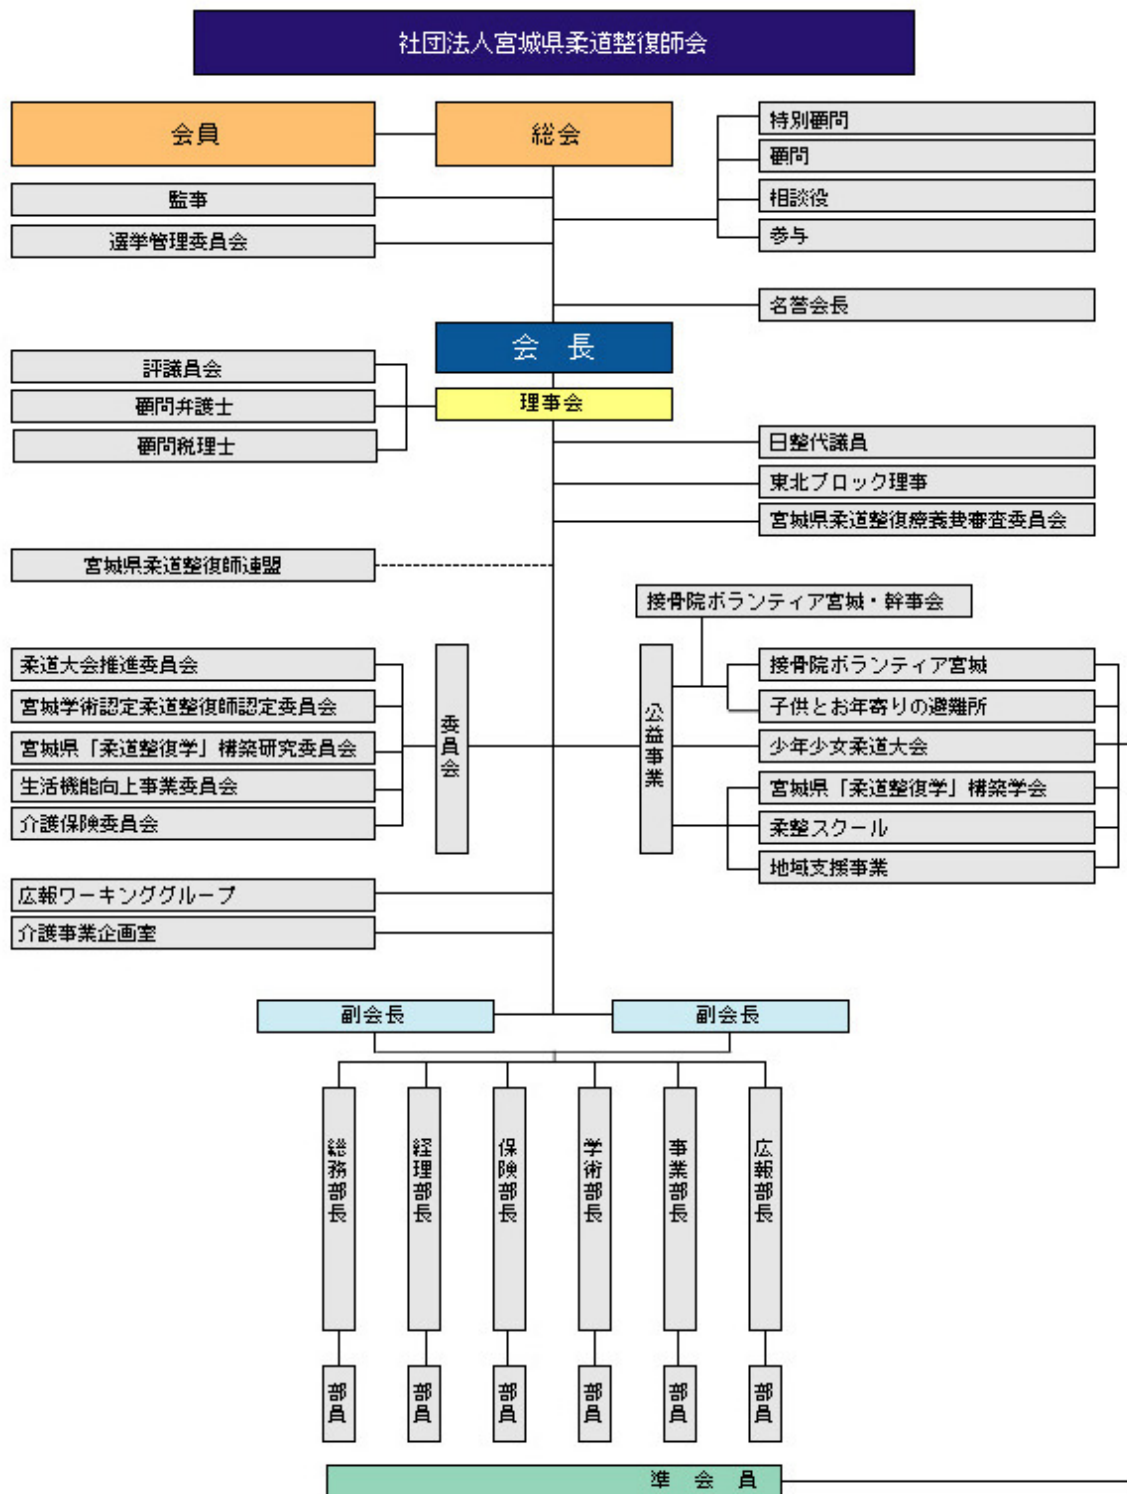 社団法人宮城県柔道整復師会
会員
総会
特別顧問
顧問
相談役
参与
監事
選挙管理委員会
名誉会長
会 長
理事会
評議員会
顧問弁護士
顧問税理士
日整代議員
東北ブロック理事
宮城県柔道整復療養費審査委員会
宮城県柔道整復師連盟
接骨院ボランティア宮城・幹事会
柔道大会推進委員会
宮城学術認定柔道整復師認定委員会
宮城県「柔道整復学」構築研究委員会
生活機能向上事業委員会
介護保険委員会
委員会
公益事業
接骨院ボランティア宮城
子供とお年寄りの避難所
少年少女柔道大会
宮城県「柔道整復学」構築学会
柔整スクール
地域支援事業
広報ワーキンググループ
介護事業企画室
副会長
副会長
総務部長
経理部長
保険部長
学術部長
事業部長
広報部長
部員
部員
部員
部員
部員
部員
準 会 員